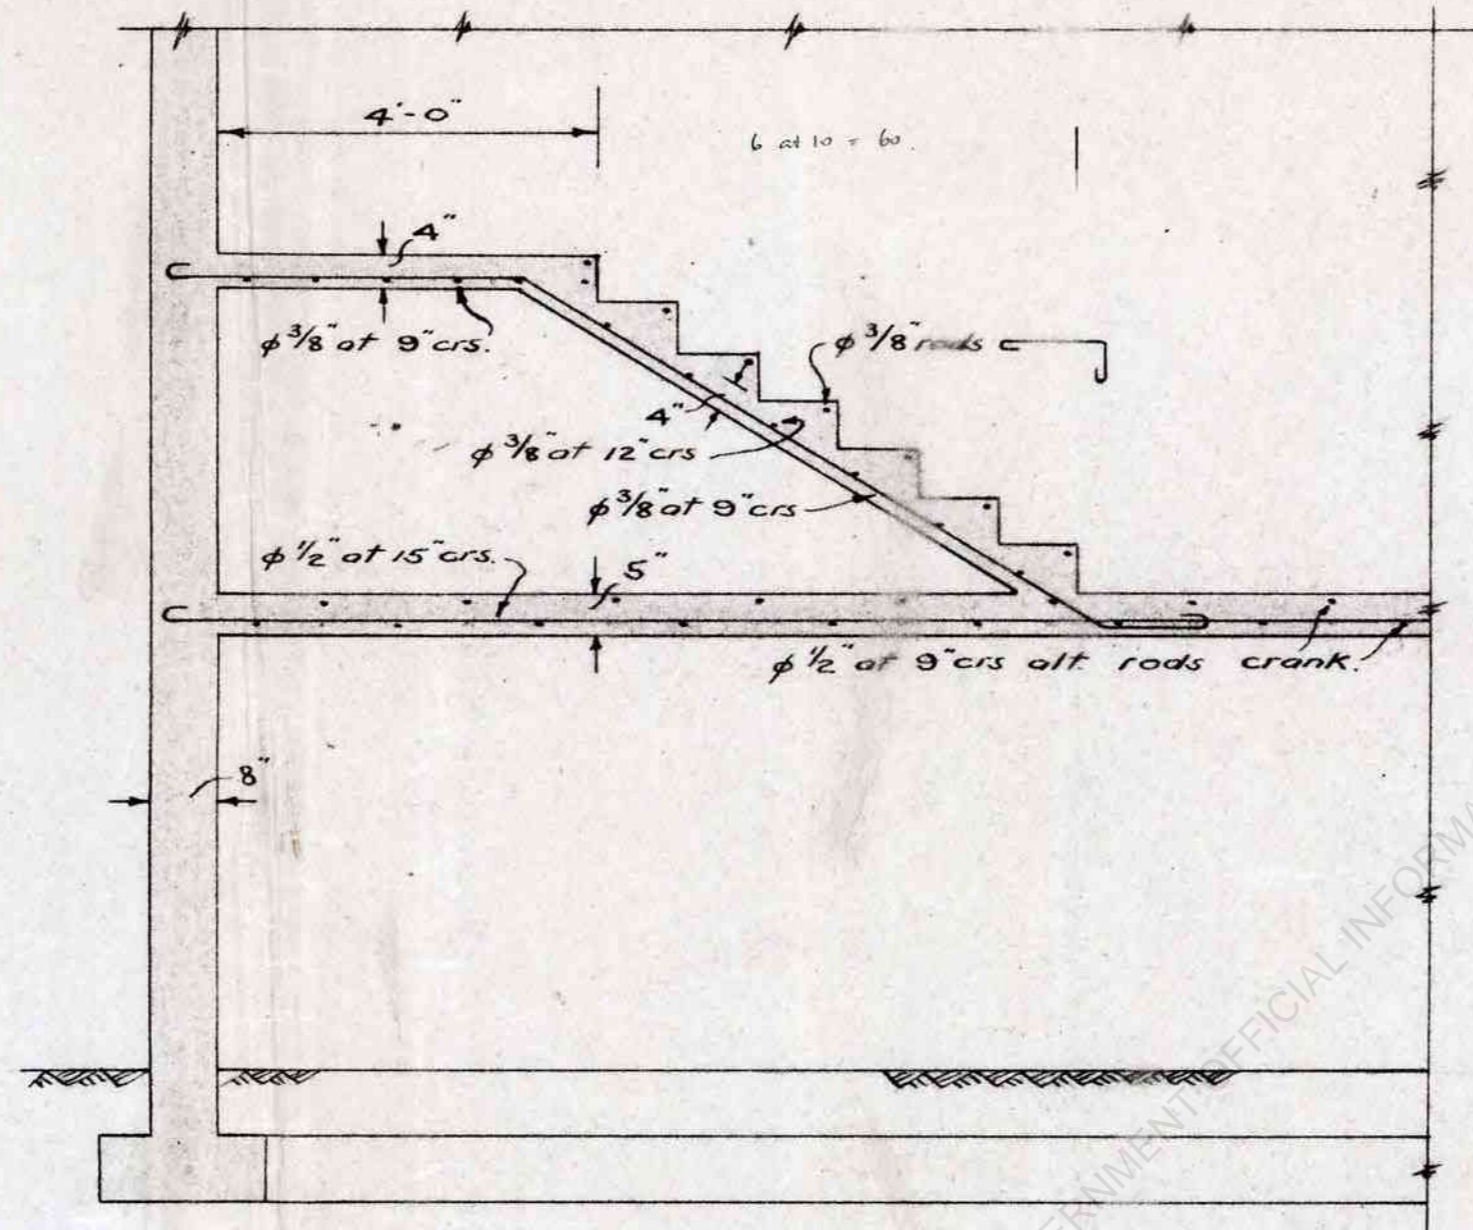 4'-0"
6 at 10 = 60.
4"
φ 3/8" at 9" crs.
φ 3/8" rods
4"
φ 3/8" at 12" crs
φ 3/8" at 9" crs
φ 1/2" at 15" crs.
5"
φ 1/2" at 9" crs alt. rods crank.
8"
OFFICIAL